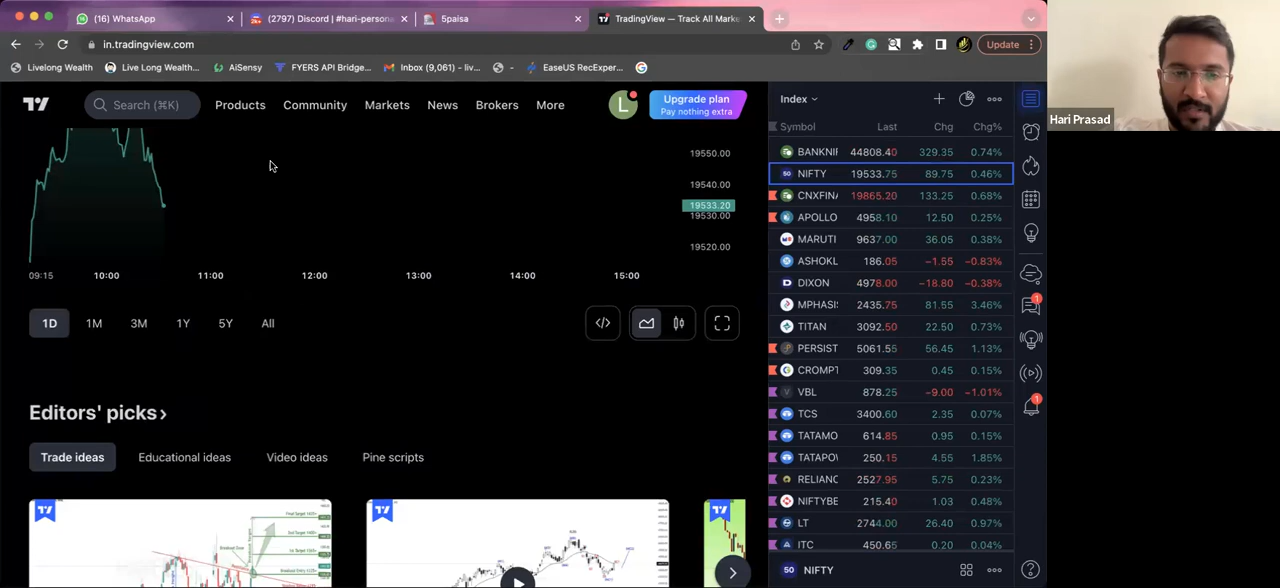 (16) WhatsApp
(2797) Discord | #hari-persona
5paisa
TradingView — Track All Marke
in.tradingview.com
Update
Livelong Wealth
Live Long Wealth...
AiSensy
FYERS API Bridge...
Inbox (9,061) - liv...
EaseUS RecExper...
Search (⌘K)
Products
Community
Markets
News
Brokers
More
L
Upgrade plan
Pay nothing extra
Hari Prasad
19550.00
19540.00
19533.20
19530.00
19520.00
09:15 10:00 11:00 12:00 13:00 14:00 15:00
1D 1M 3M 1Y 5Y All
Editors' picks ›
Trade ideas
Educational ideas
Video ideas
Pine scripts
Index
Symbol Last Chg Chg%
BANKNI 44808.40 329.35 0.74%
50 NIFTY 19533.75 89.75 0.46%
CNXFIN 19865.20 133.25 0.68%
APOLLO 4958.10 12.50 0.25%
MARUTI 9637.00 36.05 0.38%
ASHOKL 186.05 −1.55 −0.83%
DIXON 4978.00 −18.80 −0.38%
MPHASI 2435.75 81.55 3.46%
TITAN 3092.50 22.50 0.73%
PERSIST 5061.55 56.45 1.13%
CROMPT 309.35 0.45 0.15%
V VBL 878.25 −9.00 −1.01%
TCS 3400.60 2.35 0.07%
TATAMO 614.85 0.95 0.15%
TATAPO 250.15 4.55 1.85%
RELIANC 2527.95 5.75 0.23%
NIFTYBE 215.40 1.03 0.48%
LT 2744.00 26.40 0.97%
ITC 450.65 0.20 0.04%
50 NIFTY
1
1